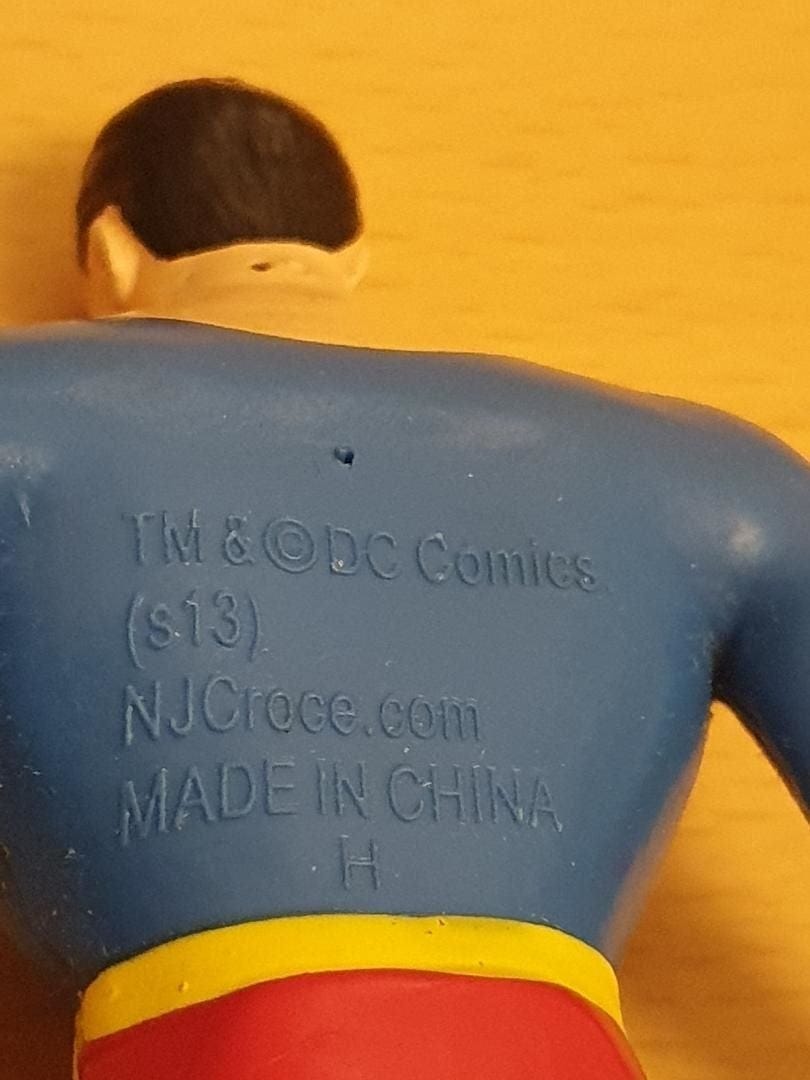 TM & © DC Comics
(s13)
NJCroce.com
MADE IN CHINA
H